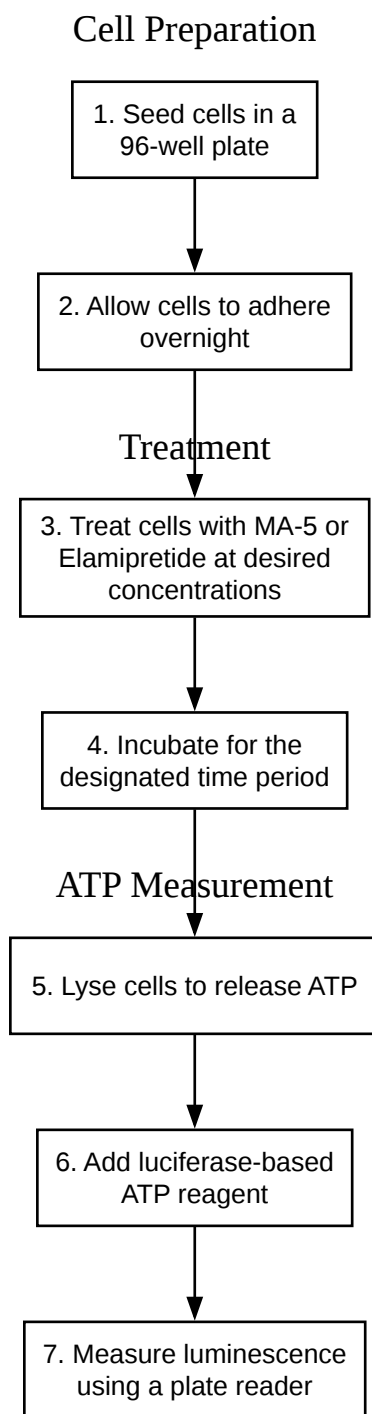 Cell Preparation
1. Seed cells in a
96-well plate
2. Allow cells to adhere
overnight
Treatment
3. Treat cells with MA-5 or
Elamipretide at desired
concentrations
4. Incubate for the
designated time period
ATP Measurement
5. Lyse cells to release ATP
6. Add luciferase-based
ATP reagent
7. Measure luminescence
using a plate reader